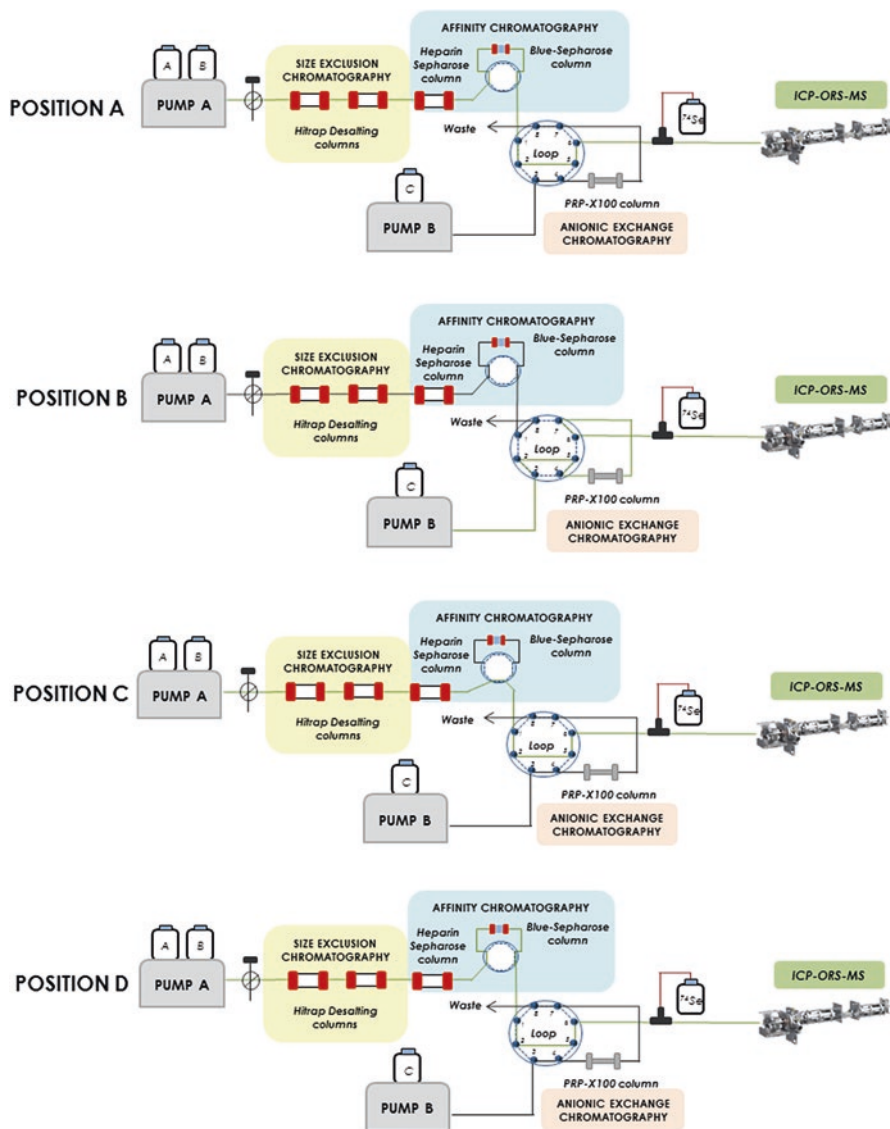 AFFINITY CHROMATOGRAPHY
SIZE EXCLUSION
CHROMATOGRAPHY
Heparin
Sepharose
column
Blue-Sepharose
column
A B
PUMP A
POSITION A
Hitrap Desalting
columns
Waste
Loop
⁷⁴Se
ICP-ORS-MS
C
PUMP B
PRP-X100 column
ANIONIC EXCHANGE
CHROMATOGRAPHY
AFFINITY CHROMATOGRAPHY
SIZE EXCLUSION
CHROMATOGRAPHY
Heparin
Sepharose
column
Blue-Sepharose
column
A B
PUMP A
POSITION B
Hitrap Desalting
columns
Waste
Loop
⁷⁴Se
ICP-ORS-MS
C
PUMP B
PRP-X100 column
ANIONIC EXCHANGE
CHROMATOGRAPHY
AFFINITY CHROMATOGRAPHY
SIZE EXCLUSION
CHROMATOGRAPHY
Heparin
Sepharose
column
Blue-Sepharose
column
A B
PUMP A
POSITION C
Hitrap Desalting
columns
Waste
Loop
⁷⁴Se
ICP-ORS-MS
C
PUMP B
PRP-X100 column
ANIONIC EXCHANGE
CHROMATOGRAPHY
AFFINITY CHROMATOGRAPHY
SIZE EXCLUSION
CHROMATOGRAPHY
Heparin
Sepharose
column
Blue-Sepharose
column
A B
PUMP A
POSITION D
Hitrap Desalting
columns
Waste
Loop
⁷⁴Se
ICP-ORS-MS
C
PUMP B
PRP-X100 column
ANIONIC EXCHANGE
CHROMATOGRAPHY